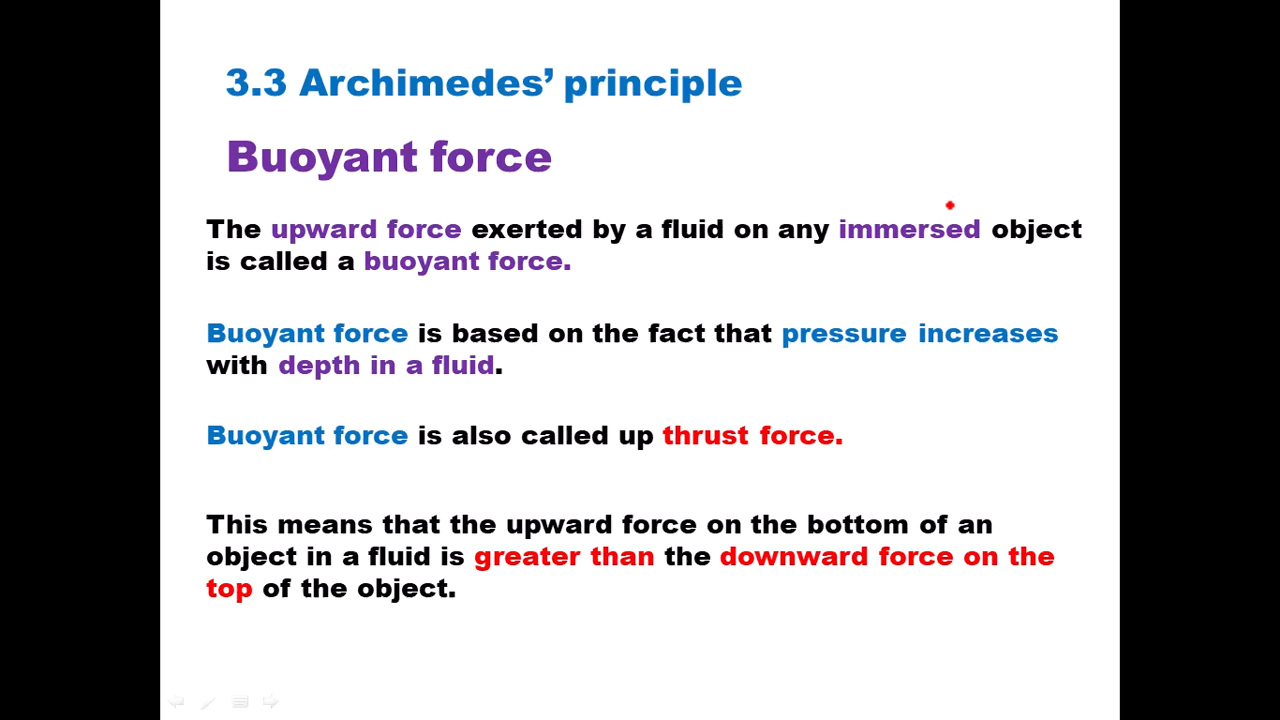 3.3 Archimedes’ principle
Buoyant force
The upward force exerted by a fluid on any immersed object
is called a buoyant force.
Buoyant force is based on the fact that pressure increases
with depth in a fluid.
Buoyant force is also called up thrust force.
This means that the upward force on the bottom of an
object in a fluid is greater than the downward force on the
top of the object.